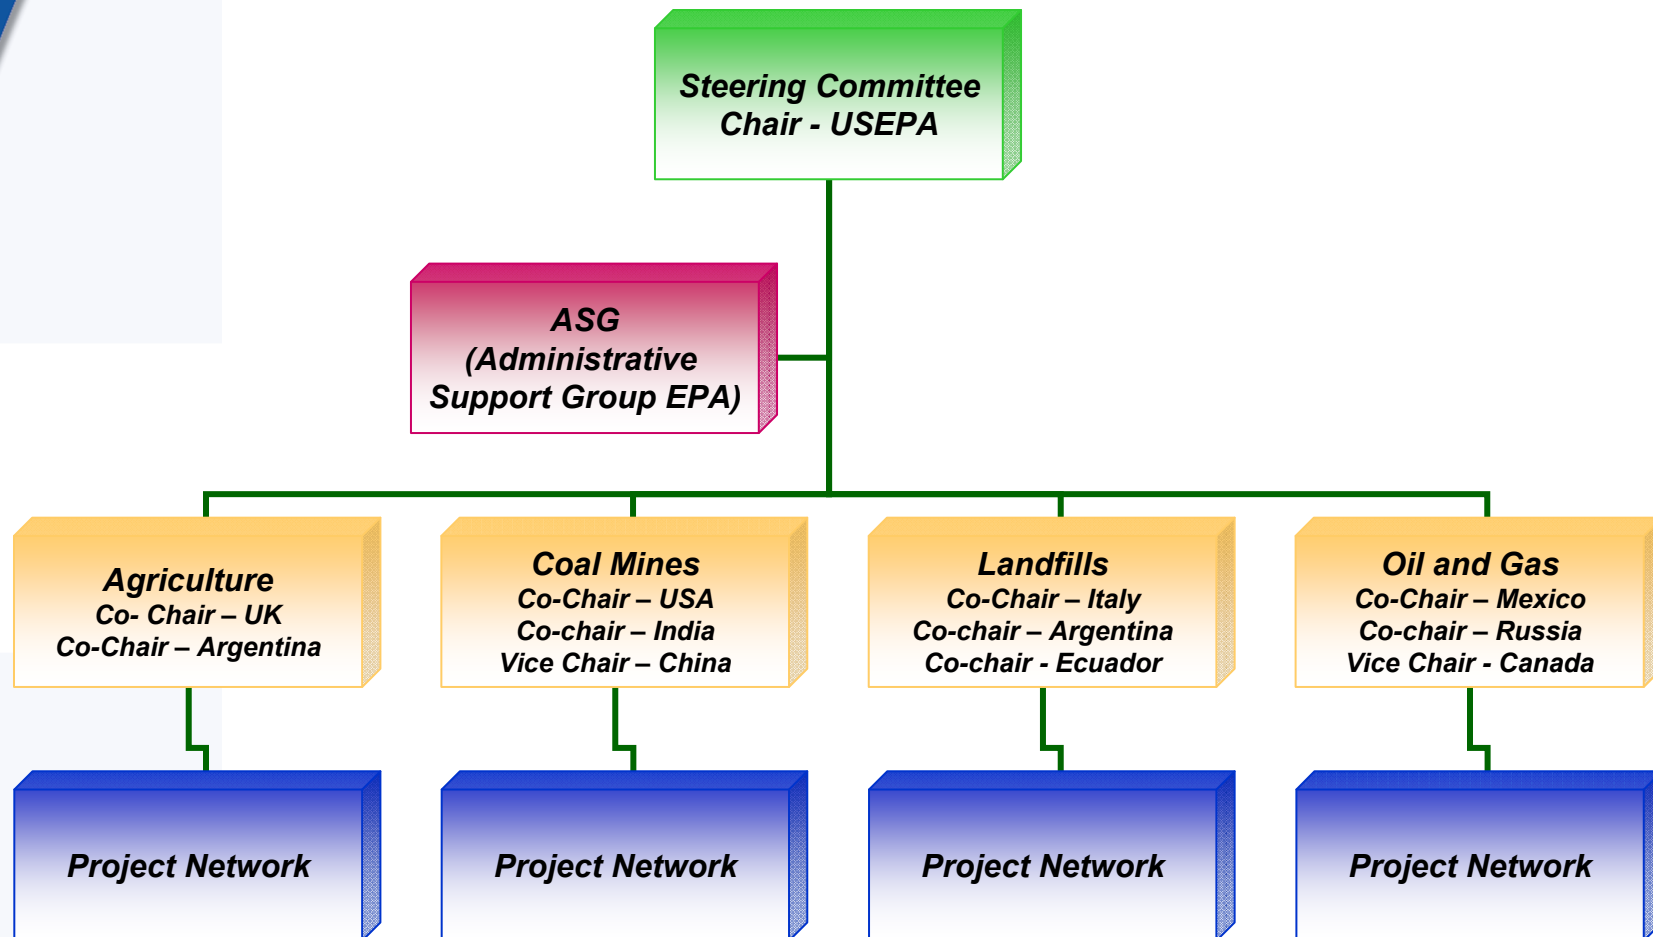 Steering Committee
Chair - USEPA
ASG
(Administrative
Support Group EPA)
Agriculture
Co- Chair – UK
Co-Chair – Argentina
Coal Mines
Co-Chair – USA
Co-chair – India
Vice Chair – China
Landfills
Co-Chair – Italy
Co-chair – Argentina
Co-chair - Ecuador
Oil and Gas
Co-Chair – Mexico
Co-chair – Russia
Vice Chair - Canada
Project Network
Project Network
Project Network
Project Network